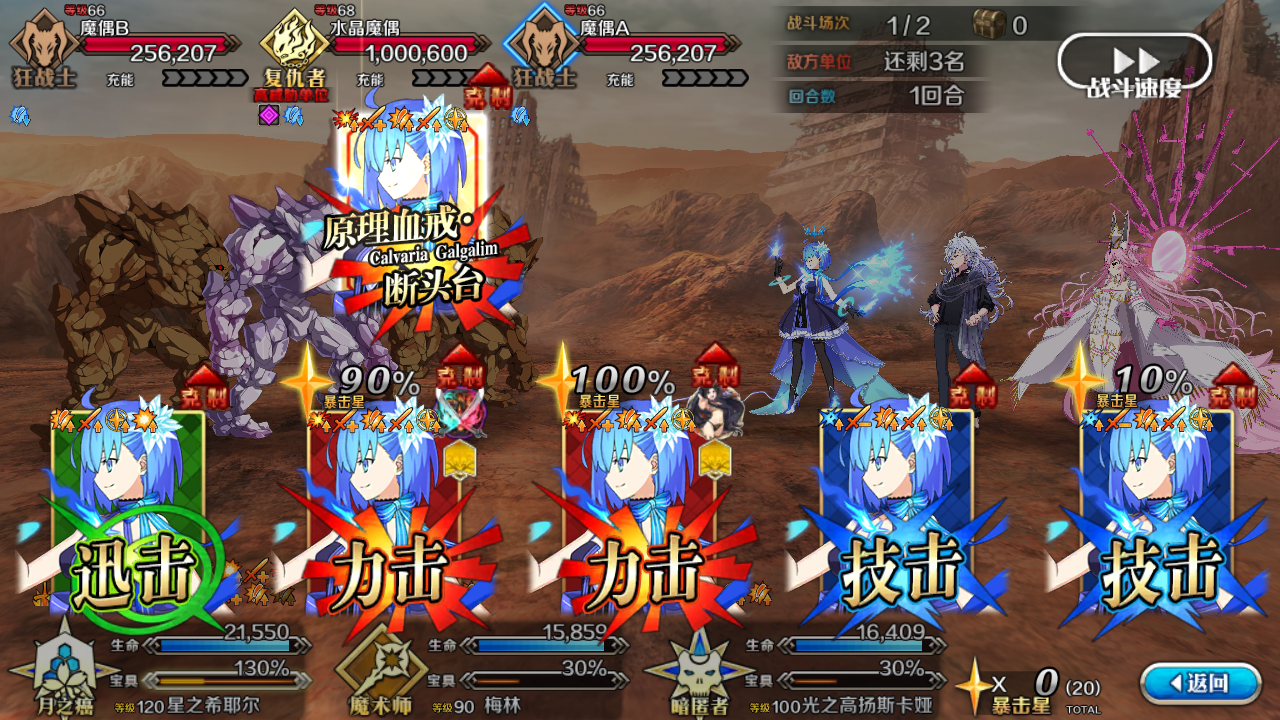 等级66
魔偶B
256,207
狂战士
充能
等级68
水晶魔偶
1,000,600
复仇者
充能
高威胁单位
克制
等级66
魔偶A
256,207
狂战士
充能
战斗场次 1/2 0
敌方单位 还剩3名
回合数 1回合
战斗速度
原理血戒·
Calvaria Galgalim
断头台
克制
90%
暴击星
克制
100%
暴击星
克制
克制
10%
暴击星
克制
迅击
力击
力击
技击
技击
生命 21,550
宝具 130%
月之癌 等级120 星之希耶尔
生命 15,859
宝具 30%
魔术师 等级90 梅林
生命 16,409
宝具 30%
暗匿者 等级100 光之高扬斯卡娅
X 0 (20)
暴击星 TOTAL
返回